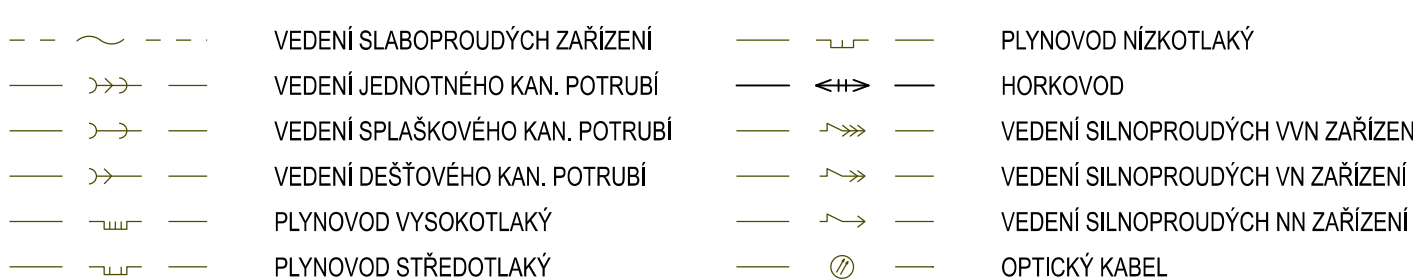 VEDENÍ SLABOPROUDÝCH ZAŘÍZENÍ
VEDENÍ JEDNOTNÉHO KAN. POTRUBÍ
VEDENÍ SPLAŠKOVÉHO KAN. POTRUBÍ
VEDENÍ DEŠŤOVÉHO KAN. POTRUBÍ
PLYNOVOD VYSOKOTLAKÝ
PLYNOVOD STŘEDOTLAKÝ
PLYNOVOD NÍZKOTLAKÝ
HORKOVOD
VEDENÍ SILNOPROUDÝCH VVN ZAŘÍZEN
VEDENÍ SILNOPROUDÝCH VN ZAŘÍZENÍ
VEDENÍ SILNOPROUDÝCH NN ZAŘÍZENÍ
OPTICKÝ KABEL